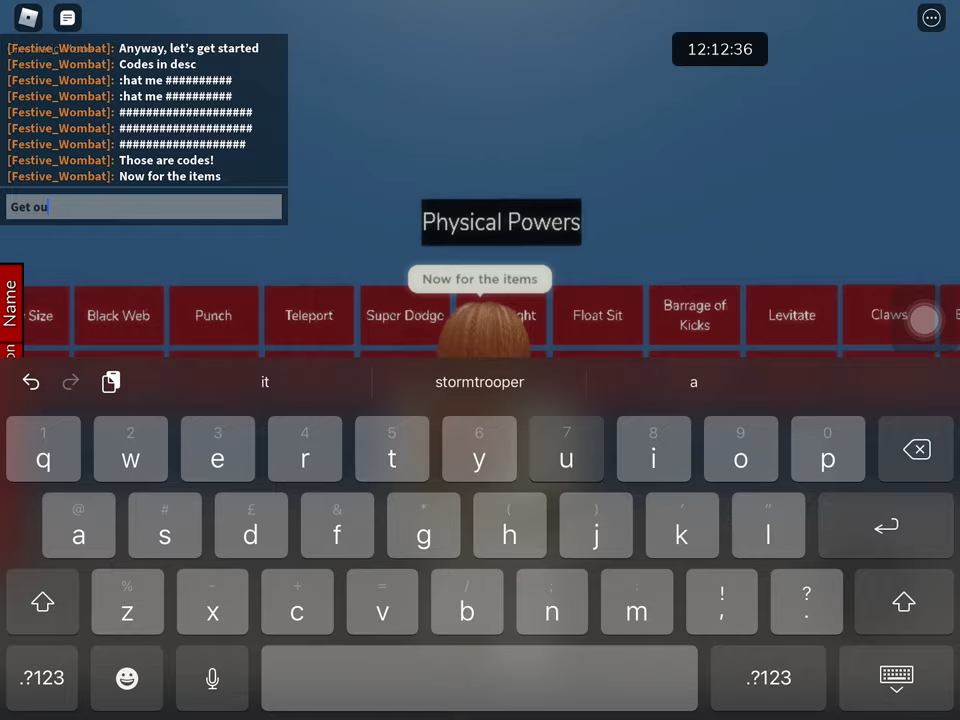 [Festive_Wombat]: Anyway, let's get started
[Festive_Wombat]: Codes in desc
[Festive_Wombat]: :hat me ##########
[Festive_Wombat]: :hat me ##########
[Festive_Wombat]: ####################
[Festive_Wombat]: ####################
[Festive_Wombat]: ###################
[Festive_Wombat]: Those are codes!
[Festive_Wombat]: Now for the items
Get ou
12:12:36
Physical Powers
Now for the items
Name
Size
Black Web
Punch
Teleport
Super Dodge
Float Sit
Barrage of
Kicks
Levitate
Claws
it
stormtrooper
a
1 2 3 4 5 6 7 8 9 0
q w e r t y u i o p
@ # £ & * ( ) ' "
a s d f g h j k l
% - + = / ; : ! ?
z x c v b n m , .
.?123
.?123